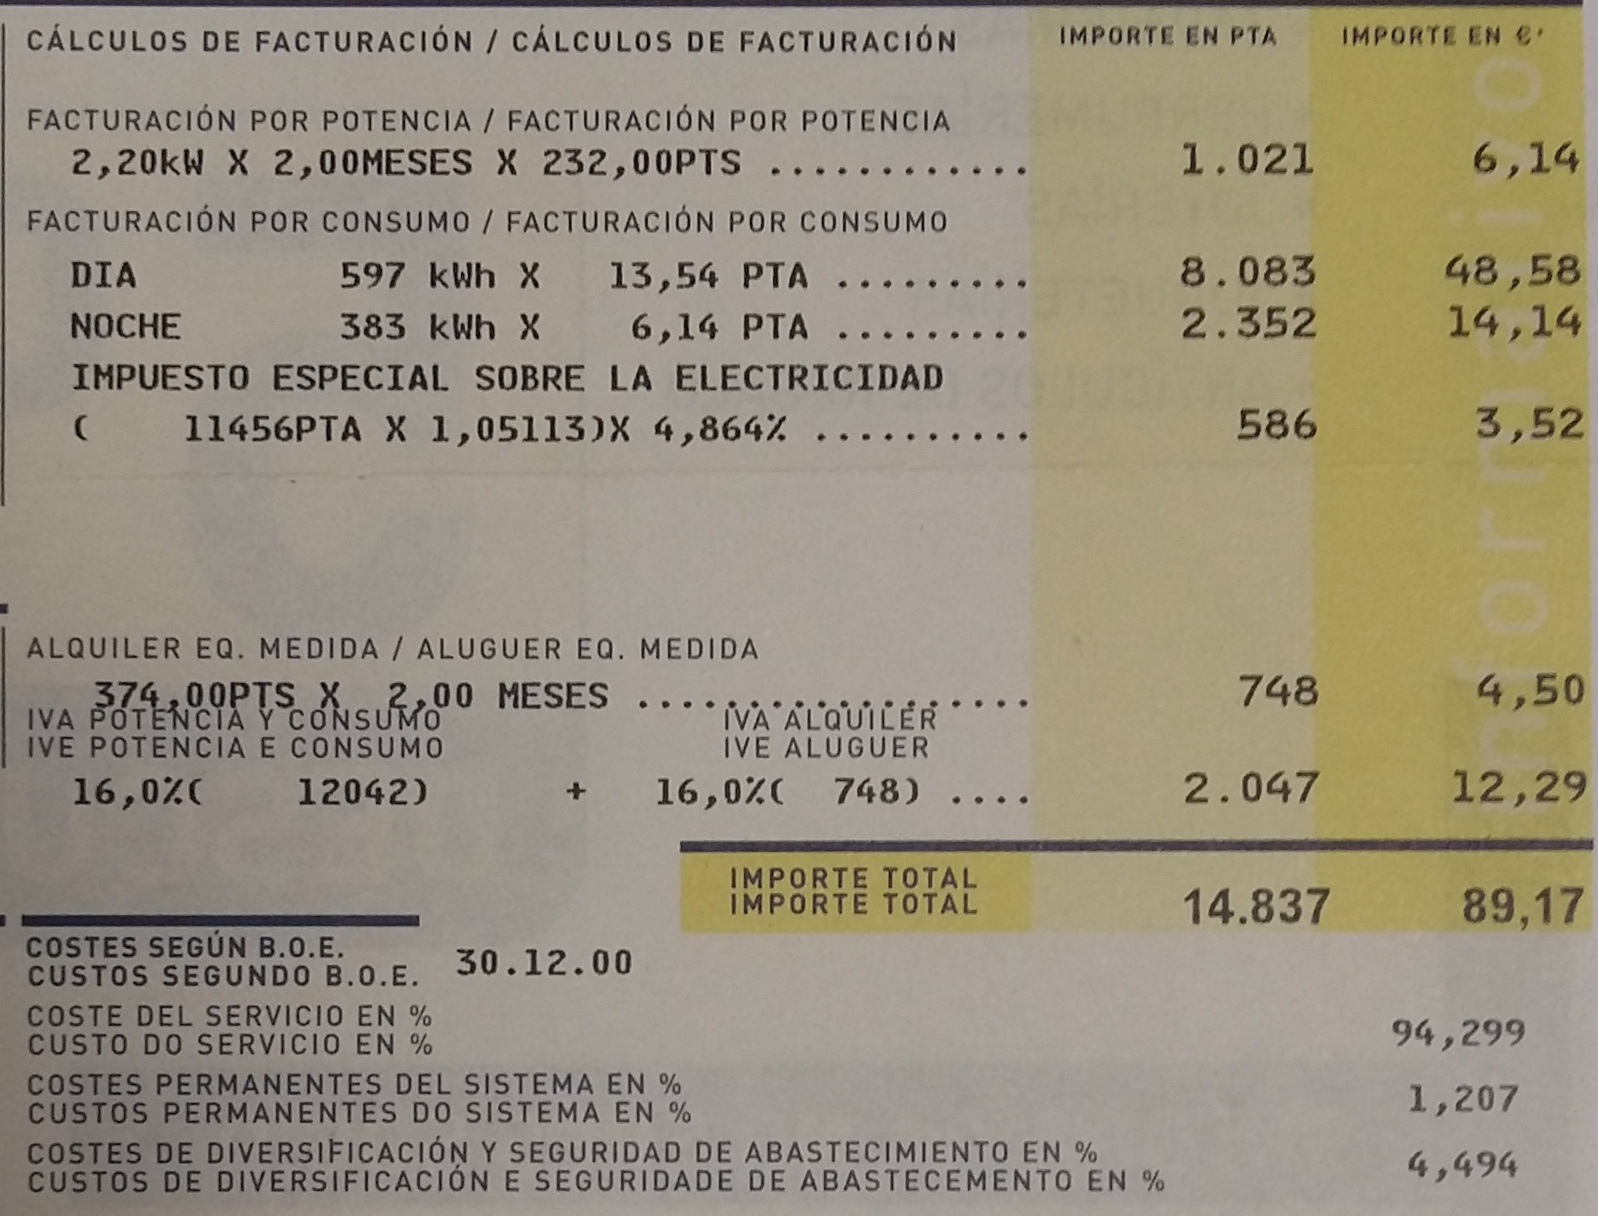 CÁLCULOS DE FACTURACIÓN / CÁLCULOS DE FACTURACIÓN IMPORTE EN PTA IMPORTE EN €
FACTURACIÓN POR POTENCIA / FACTURACIÓN POR POTENCIA
2,20kW X 2,00MESES X 232,00PTS ............ 1.021 6,14
FACTURACIÓN POR CONSUMO / FACTURACIÓN POR CONSUMO
DIA 597 kWh X 13,54 PTA ......... 8.083 48,58
NOCHE 383 kWh X 6,14 PTA ......... 2.352 14,14
IMPUESTO ESPECIAL SOBRE LA ELECTRICIDAD
( 11456PTA X 1,05113)X 4,864% .......... 586 3,52
informativo
ALQUILER EQ. MEDIDA / ALUGUER EQ. MEDIDA
374,00PTS X 2,00 MESES .................. 748 4,50
IVA POTENCIA Y CONSUMO IVA ALQUILER
IVE POTENCIA E CONSUMO IVE ALUGUER
16,0%( 12042) + 16,0%( 748) .... 2.047 12,29
IMPORTE TOTAL
IMPORTE TOTAL 14.837 89,17
COSTES SEGÚN B.O.E.
CUSTOS SEGUNDO B.O.E. 30.12.00
COSTE DEL SERVICIO EN %
CUSTO DO SERVICIO EN % 94,299
COSTES PERMANENTES DEL SISTEMA EN %
CUSTOS PERMANENTES DO SISTEMA EN % 1,207
COSTES DE DIVERSIFICACIÓN Y SEGURIDAD DE ABASTECIMIENTO EN %
CUSTOS DE DIVERSIFICACIÓN E SEGURIDADE DE ABASTECEMENTO EN % 4,494